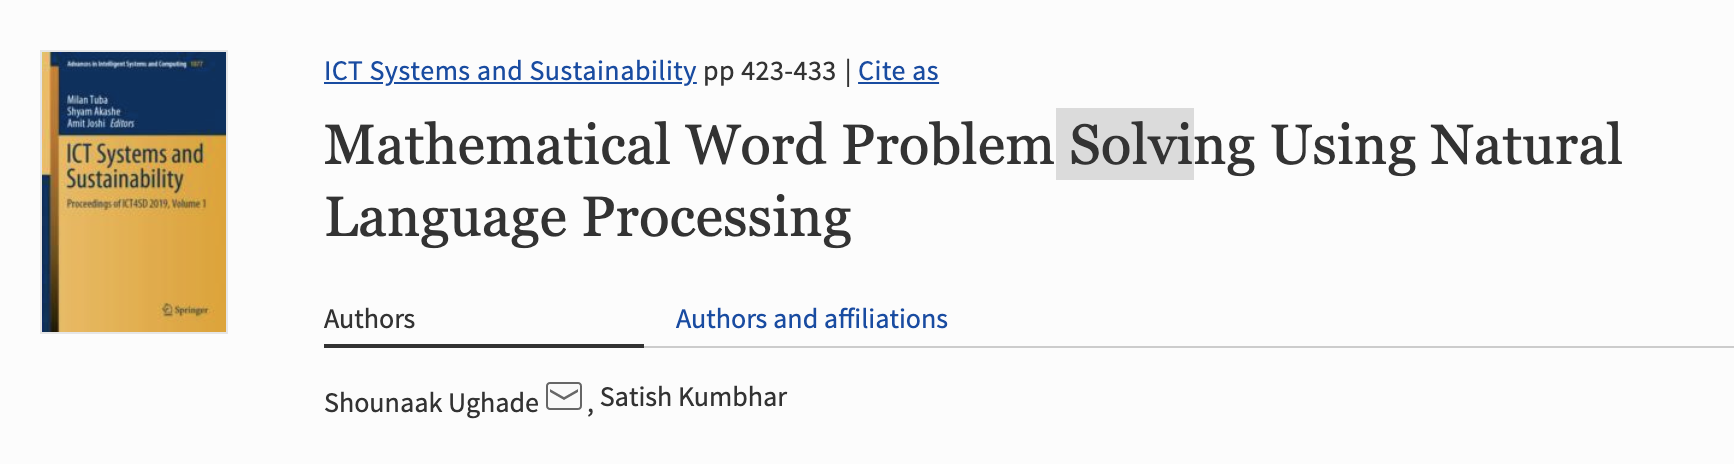 Advances in Intelligent Systems and Computing 1077
Milan Tuba
Shyam Akashe
Amit Joshi Editors
ICT Systems and
Sustainability
Proceedings of ICT4SD 2019, Volume 1
Springer
ICT Systems and Sustainability pp 423-433 | Cite as
Mathematical Word Problem Solving Using Natural
Language Processing
Authors Authors and affiliations
Shounaak Ughade , Satish Kumbhar